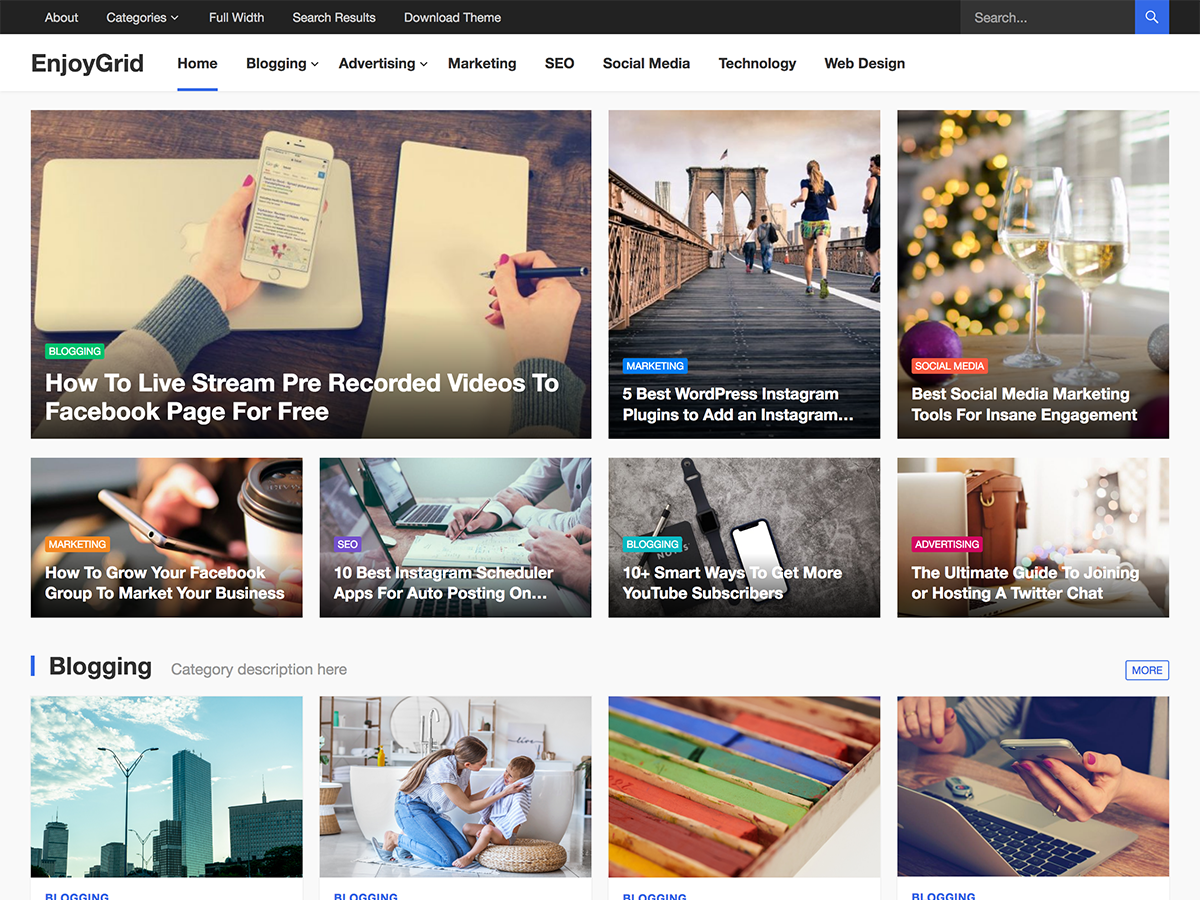 About Categories Full Width Search Results Download Theme Search...
EnjoyGrid Home Blogging Advertising Marketing SEO Social Media Technology Web Design
BLOGGING
How To Live Stream Pre Recorded Videos To
Facebook Page For Free
MARKETING
5 Best WordPress Instagram
Plugins to Add an Instagram...
SOCIAL MEDIA
Best Social Media Marketing
Tools For Insane Engagement
MARKETING
How To Grow Your Facebook
Group To Market Your Business
SEO
10 Best Instagram Scheduler
Apps For Auto Posting On...
BLOGGING
10+ Smart Ways To Get More
YouTube Subscribers
ADVERTISING
The Ultimate Guide To Joining
or Hosting A Twitter Chat
Blogging Category description here MORE
BLOGGING BLOGGING BLOGGING BLOGGING